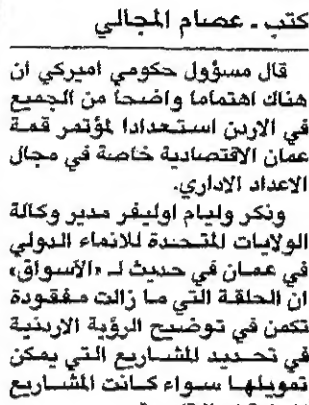 كتب ـ عصام المجالي
قال مسؤول حكومي اميركي ان
هناك اهتماما واضحا من الجميع
في الاردن استعدادا لمؤتمر قمة
عمان الاقتصادية خاصة في مجال
الاعداد الاداري.
وذكر وليام اوليفر مدير وكالة
الولايات المتحدة للانماء الدولي
في عمان في حديث لـ «الأسواق»
ان الحلقة التي ما زالت مفقودة
تكمن في توضيح الرؤية الاردنية
في تحديد المشاريع التي يمكن
تمويلها سواء كانت المشاريع